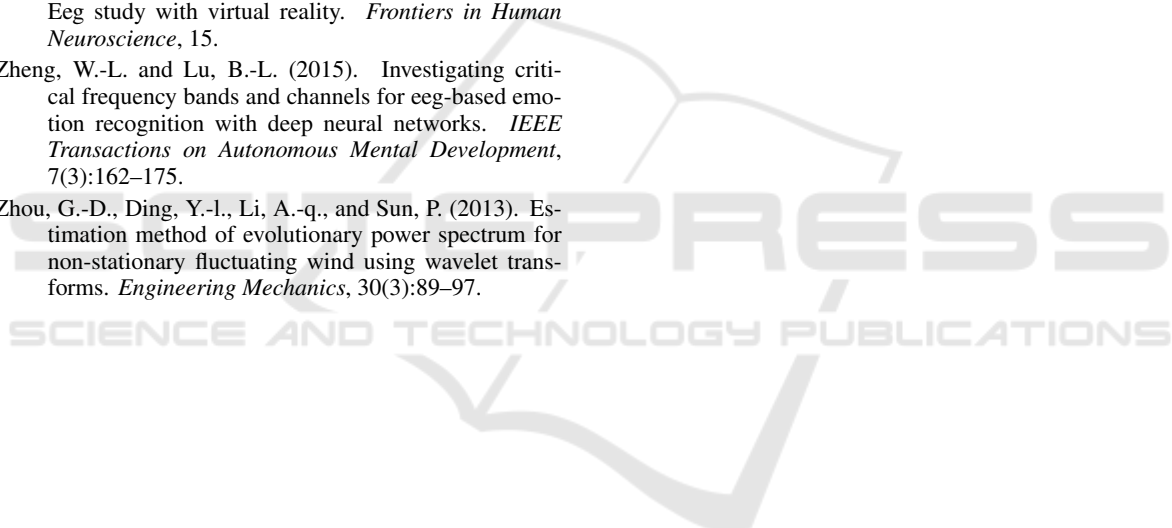 Eeg study with virtual reality. Frontiers in Human
Neuroscience, 15.
Zheng, W.-L. and Lu, B.-L. (2015). Investigating criti-
cal frequency bands and channels for eeg-based emo-
tion recognition with deep neural networks. IEEE
Transactions on Autonomous Mental Development,
7(3):162–175.
Zhou, G.-D., Ding, Y.-l., Li, A.-q., and Sun, P. (2013). Es-
timation method of evolutionary power spectrum for
non-stationary fluctuating wind using wavelet trans-
forms. Engineering Mechanics, 30(3):89–97.
SCITEPRESS
SCIENCE AND TECHNOLOGY PUBLICATIONS